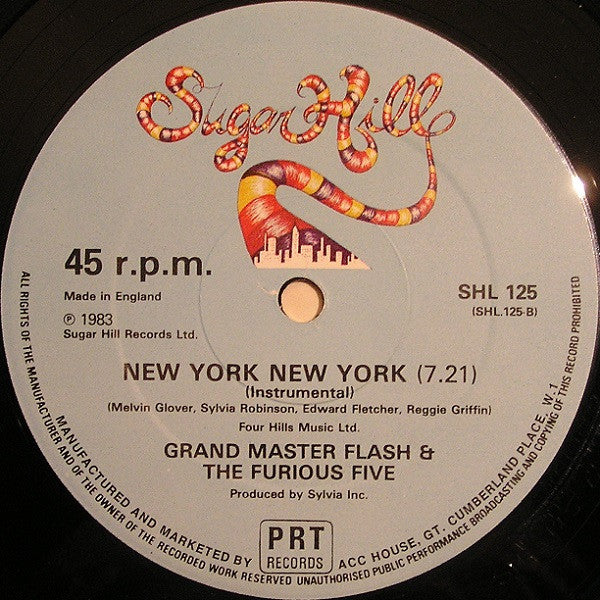 Sugar Hill
45 r.p.m.
Made in England
℗ 1983
Sugar Hill Records Ltd.
SHL 125
(SHL.125-B)
NEW YORK NEW YORK (7.21)
(Instrumental)
(Melvin Glover, Sylvia Robinson, Edward Fletcher, Reggie Griffin)
Four Hills Music Ltd.
GRAND MASTER FLASH &
THE FURIOUS FIVE
Produced by Sylvia Inc.
PRT
RECORDS
MANUFACTURED AND MARKETED BY
ACC HOUSE, GT. CUMBERLAND PLACE, W.1
ALL RIGHTS OF THE MANUFACTURER AND OF THE OWNER OF THE RECORDED WORK RESERVED UNAUTHORISED PUBLIC PERFORMANCE BROADCASTING AND COPYING OF THIS RECORD PROHIBITED